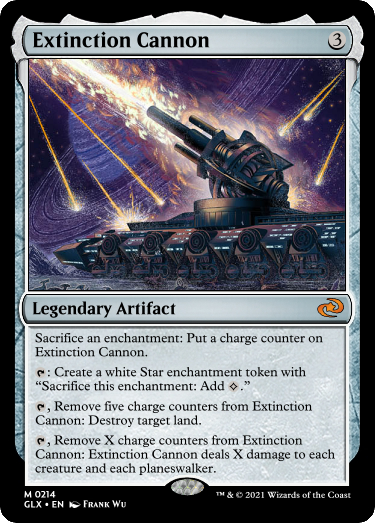 Extinction Cannon 3
Legendary Artifact
Sacrifice an enchantment: Put a charge counter on
Extinction Cannon.
: Create a white Star enchantment token with
“Sacrifice this enchantment: Add .”
, Remove five charge counters from Extinction
Cannon: Destroy target land.
, Remove X charge counters from Extinction
Cannon: Extinction Cannon deals X damage to each
creature and each planeswalker.
M 0214
GLX • EN Frank Wu
™ & © 2021 Wizards of the Coast